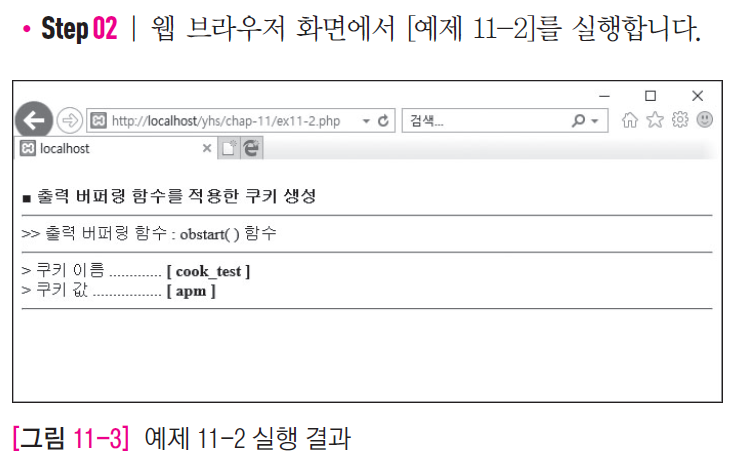 • Step 02 | 웹 브라우저 화면에서 [예제 11-2]를 실행합니다.
http://localhost/yhs/chap-11/ex11-2.php 검색...
localhost
■ 출력 버퍼링 함수를 적용한 쿠키 생성
>> 출력 버퍼링 함수 : obstart( ) 함수
> 쿠키 이름 ............. [ cook_test ]
> 쿠키 값 ................. [ apm ]
[그림 11-3] 예제 11-2 실행 결과